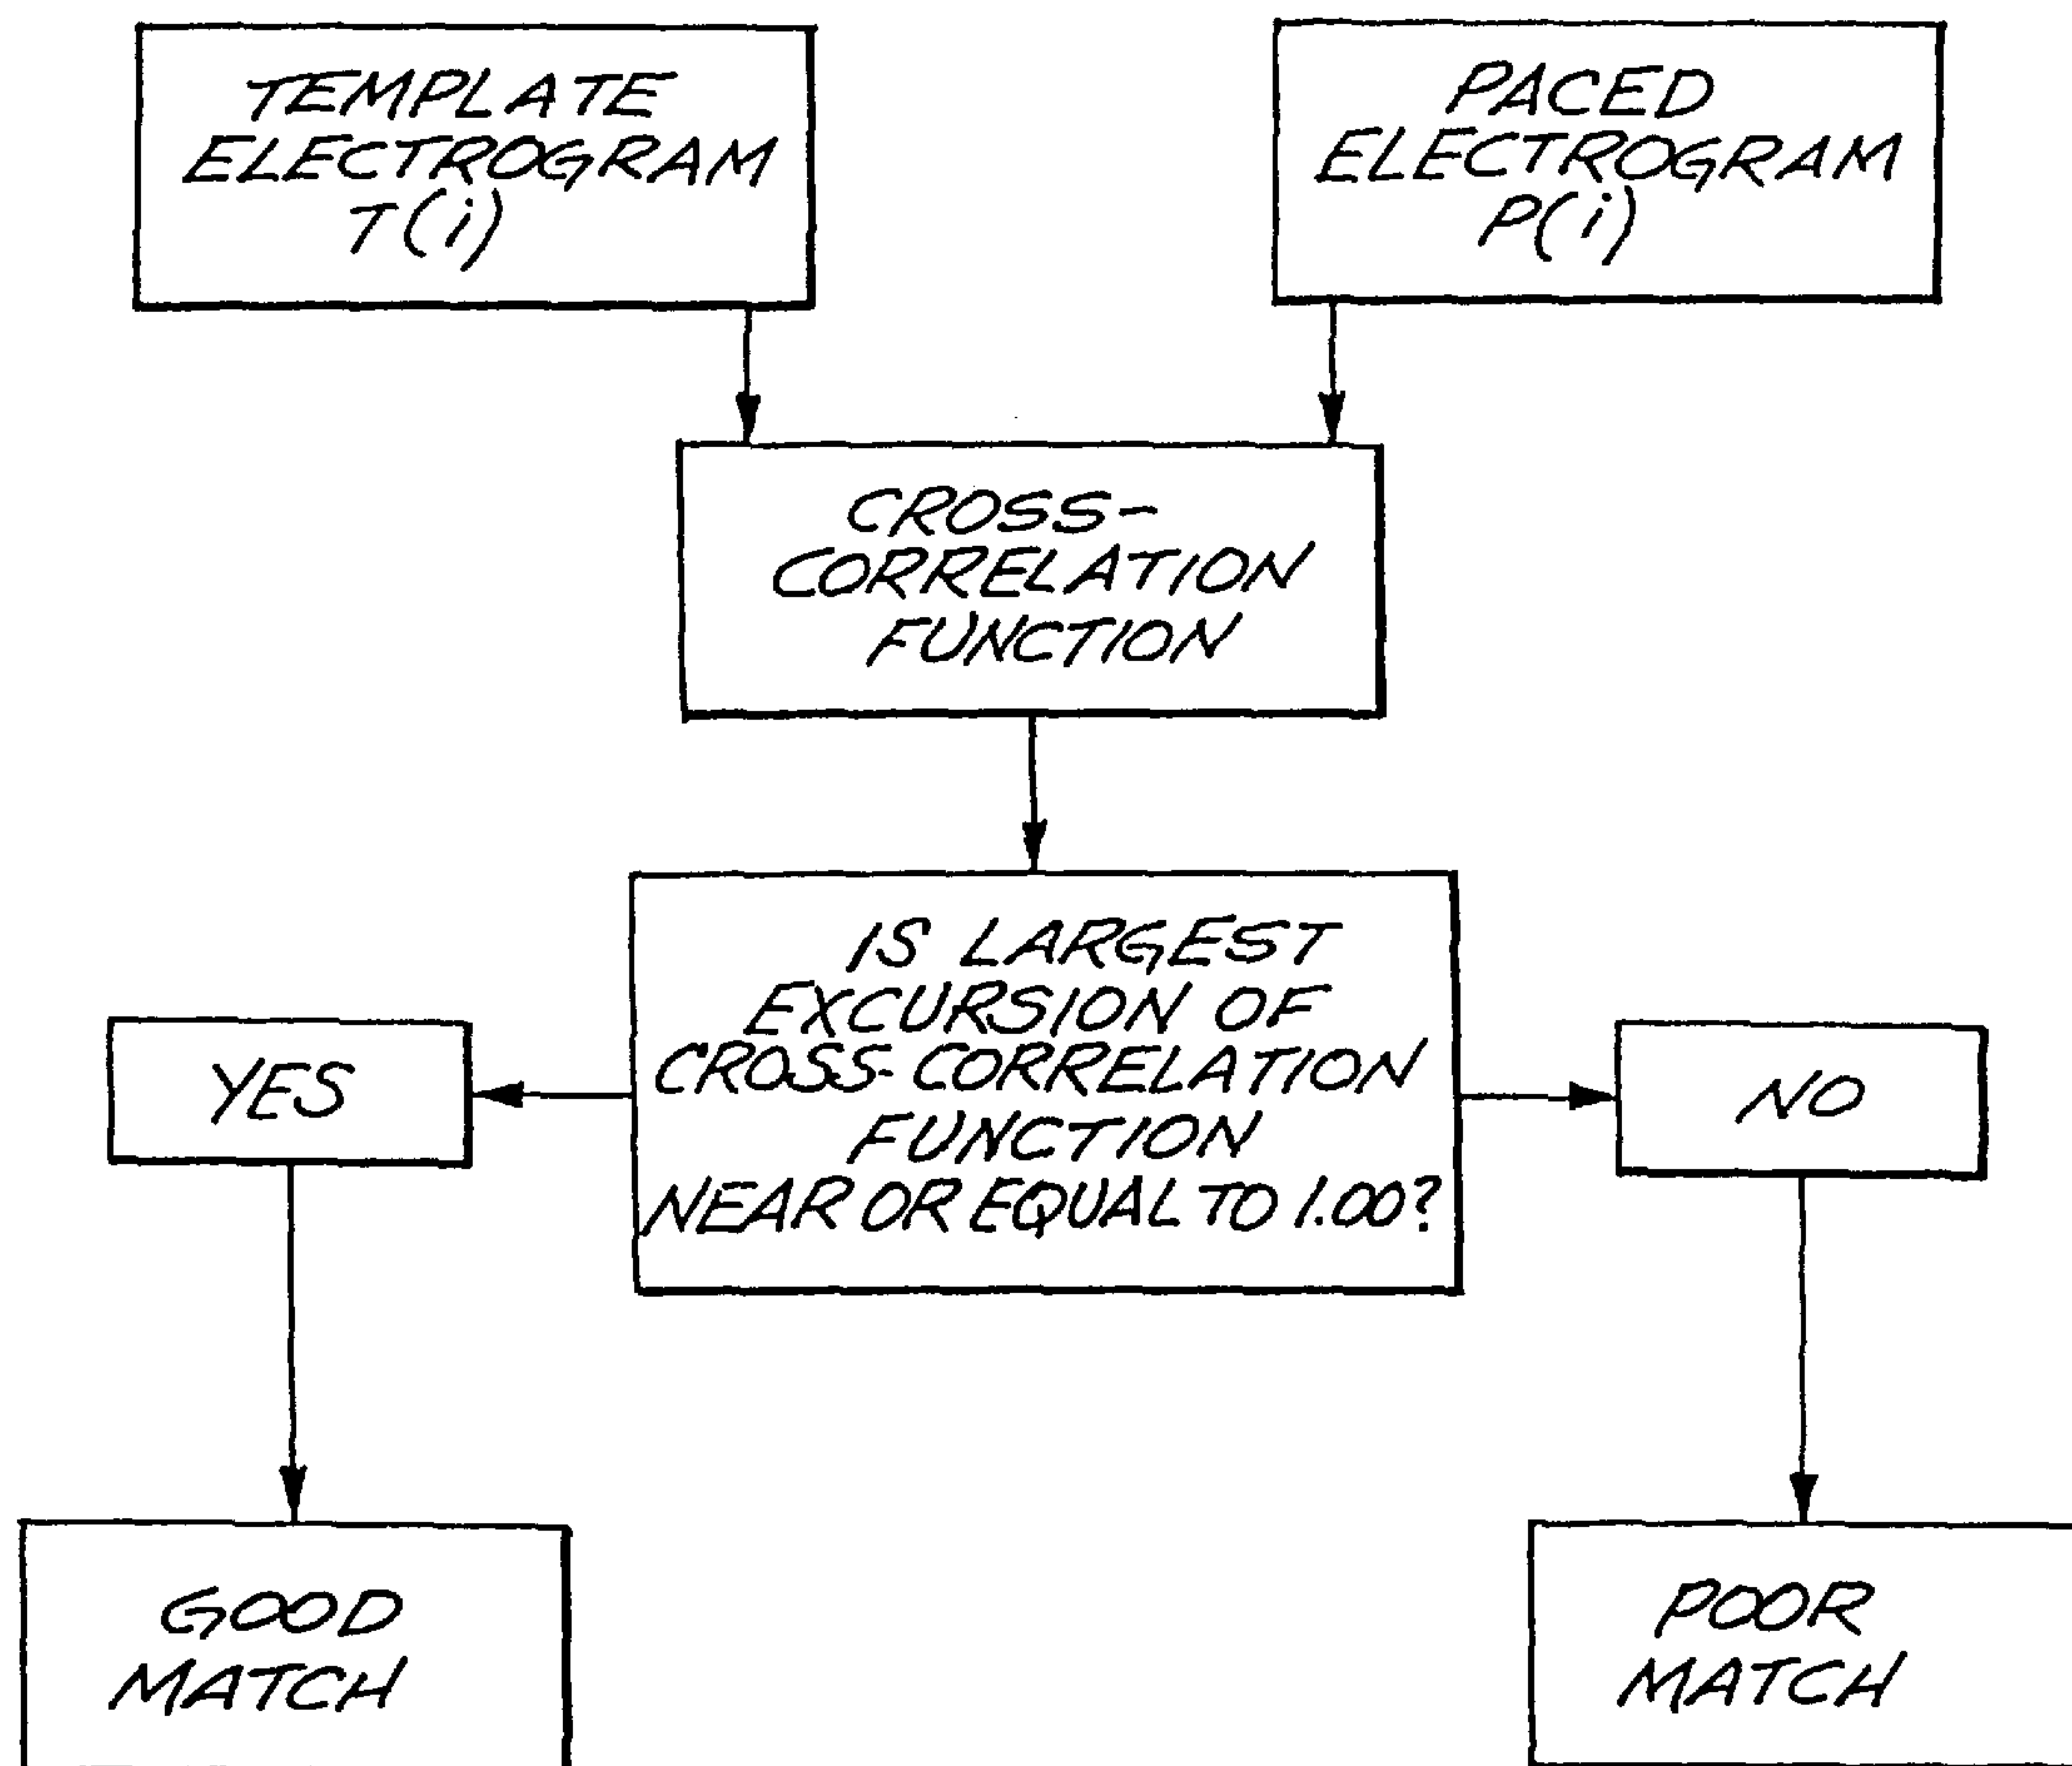 TEMPLATE
ELECTROGRAM
T(i)
PACED
ELECTROGRAM
P(i)
CROSS-
CORRELATION
FUNCTION
IS LARGEST
EXCURSION OF
CROSS-CORRELATION
FUNCTION
NEAR OR EQUAL TO 1.00?
YES
NO
GOOD
MATCH
POOR
MATCH